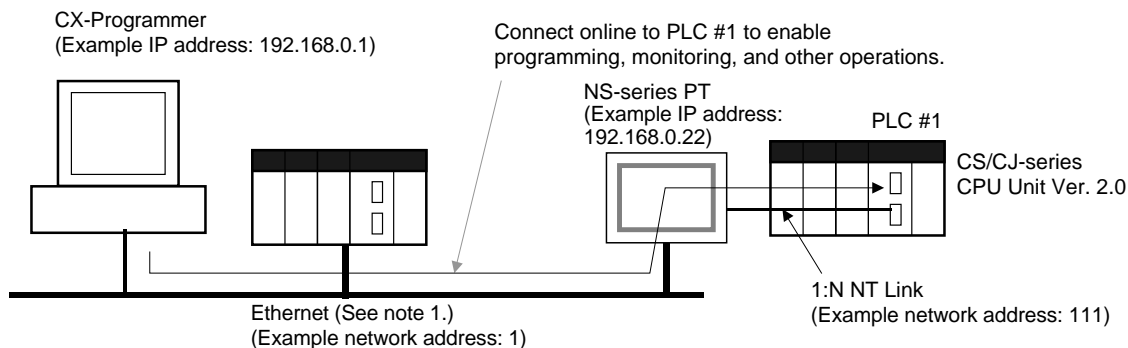 CX-Programmer
(Example IP address: 192.168.0.1)
Connect online to PLC #1 to enable
programming, monitoring, and other operations.
NS-series PT
(Example IP address:
192.168.0.22)
PLC #1
CS/CJ-series
CPU Unit Ver. 2.0
1:N NT Link
(Example network address: 111)
Ethernet (See note 1.)
(Example network address: 1)